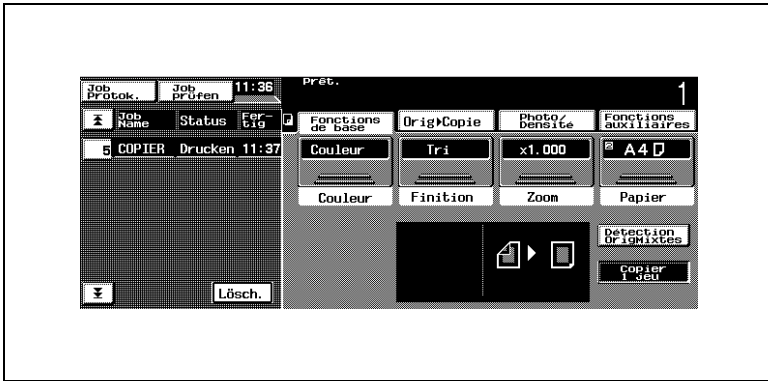 Job Protok.
Job prüfen
11:36
Prêt.
1
Job Name
Status
Fer-tig
Fonctions de base
Orig▸Copie
Photo/Densité
Fonctions auxiliaires
5 COPIER Drucken 11:37
Couleur
Tri
x1.000
A4
Couleur
Finition
Zoom
Papier
Détection OrigMixtes
Copier 1 jeu
Lösch.